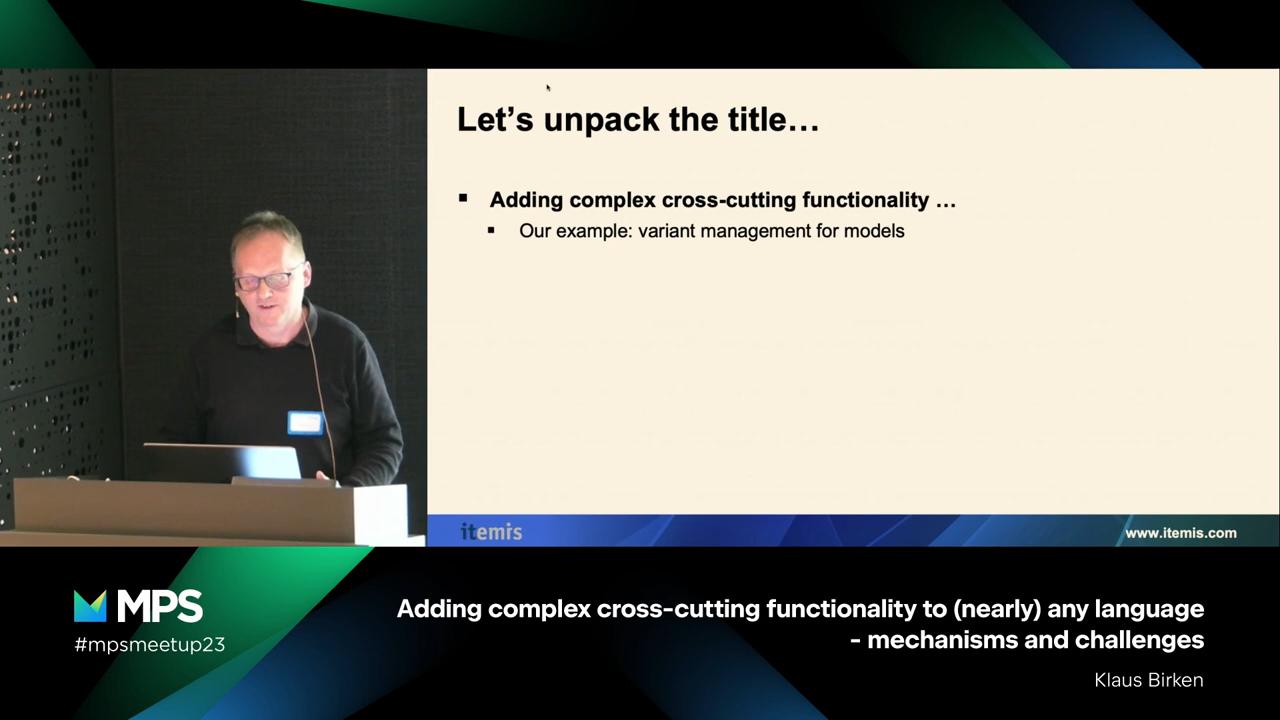 Let's unpack the title…
▪ Adding complex cross-cutting functionality …
▪ Our example: variant management for models
itemis
www.itemis.com
MPS
#mpsmeetup23
Adding complex cross-cutting functionality to (nearly) any language
- mechanisms and challenges
Klaus Birken